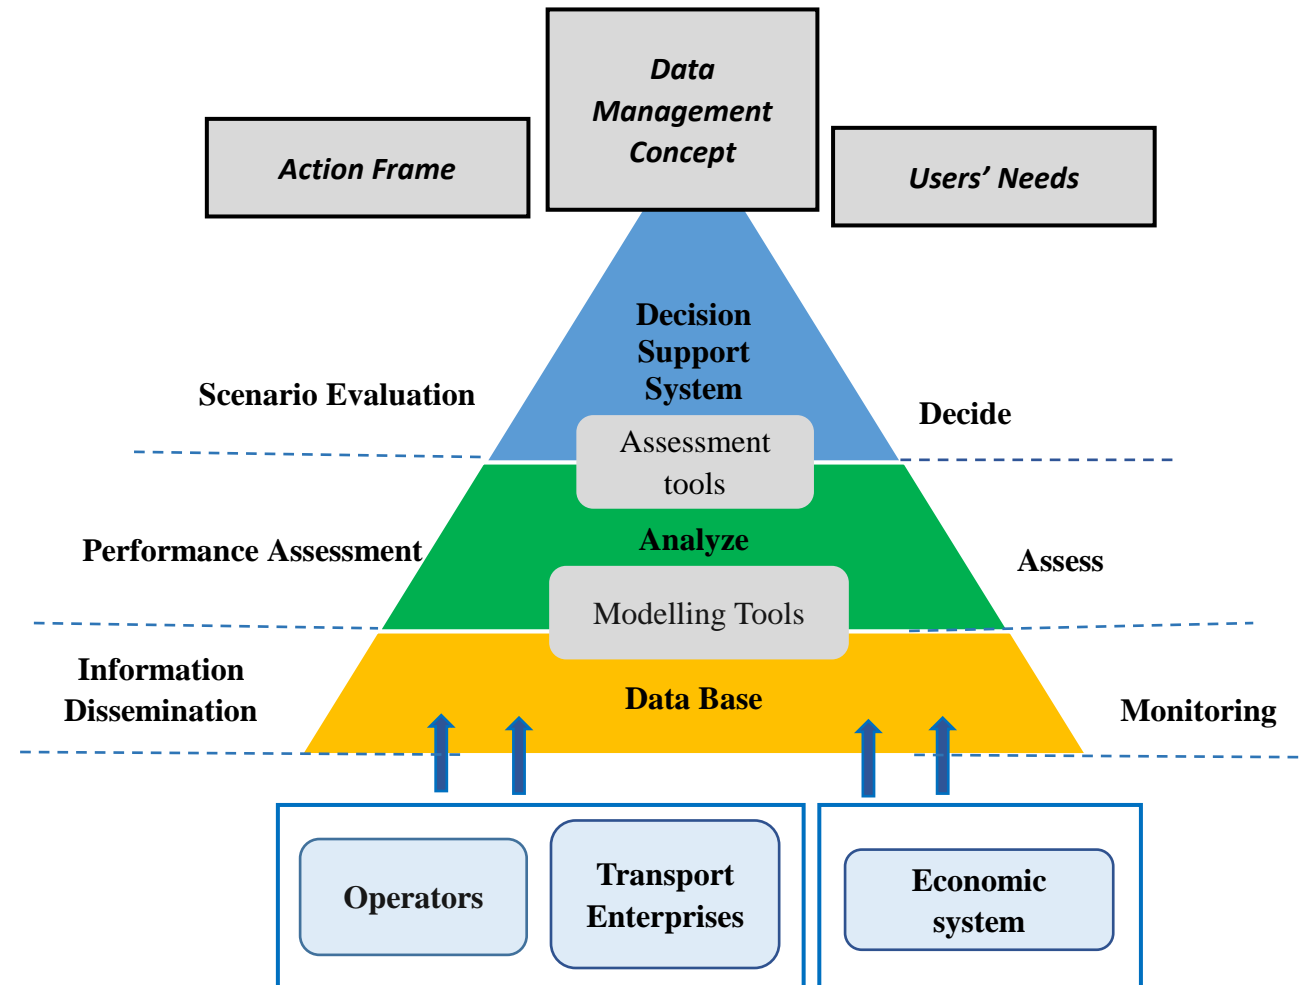 Data
Management
Concept
Action Frame
Users’ Needs
Decision
Support
System
Scenario Evaluation
Decide
Assessment
tools
Performance Assessment
Analyze
Assess
Modelling Tools
Information
Dissemination
Data Base
Monitoring
Operators
Transport
Enterprises
Economic
system